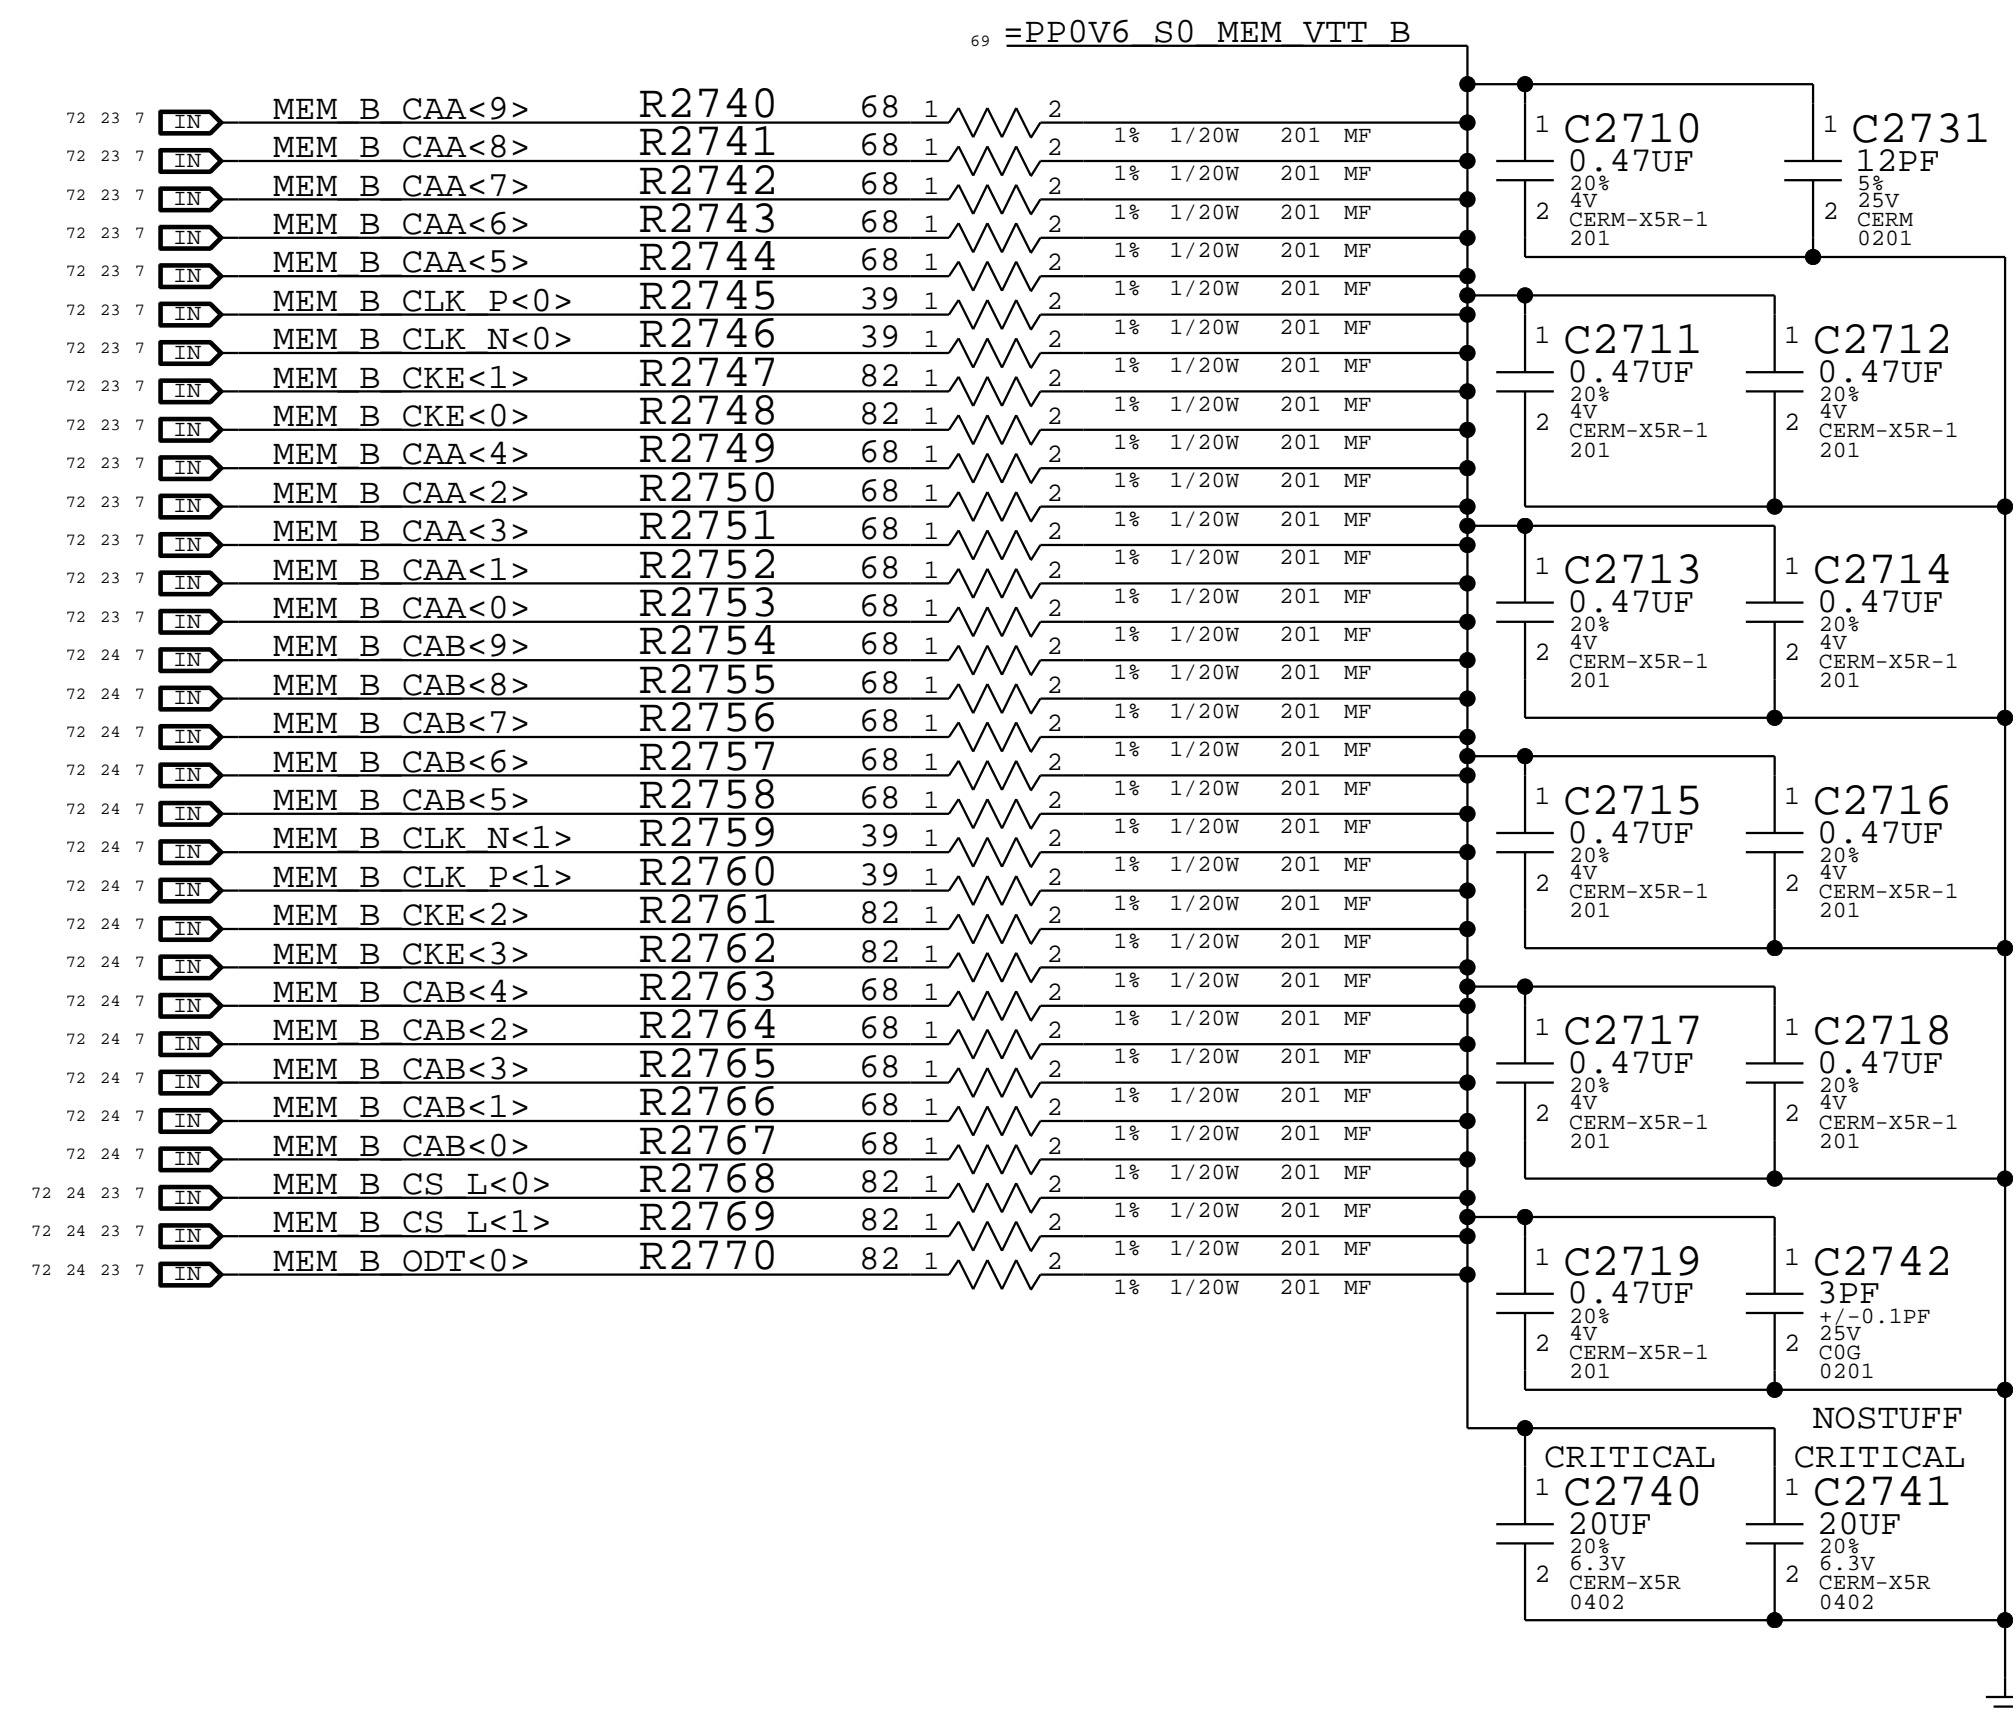 69 =PP0V6_S0_MEM_VTT_B
72 23 7 IN MEM_B_CAA<9> R2740 68 1 2 1% 1/20W 201 MF
72 23 7 IN MEM_B_CAA<8> R2741 68 1 2 1% 1/20W 201 MF
72 23 7 IN MEM_B_CAA<7> R2742 68 1 2 1% 1/20W 201 MF
72 23 7 IN MEM_B_CAA<6> R2743 68 1 2 1% 1/20W 201 MF
72 23 7 IN MEM_B_CAA<5> R2744 68 1 2 1% 1/20W 201 MF
72 23 7 IN MEM_B_CLK_P<0> R2745 39 1 2 1% 1/20W 201 MF
72 23 7 IN MEM_B_CLK_N<0> R2746 39 1 2 1% 1/20W 201 MF
72 23 7 IN MEM_B_CKE<1> R2747 82 1 2 1% 1/20W 201 MF
72 23 7 IN MEM_B_CKE<0> R2748 82 1 2 1% 1/20W 201 MF
72 23 7 IN MEM_B_CAA<4> R2749 68 1 2 1% 1/20W 201 MF
72 23 7 IN MEM_B_CAA<2> R2750 68 1 2 1% 1/20W 201 MF
72 23 7 IN MEM_B_CAA<3> R2751 68 1 2 1% 1/20W 201 MF
72 23 7 IN MEM_B_CAA<1> R2752 68 1 2 1% 1/20W 201 MF
72 23 7 IN MEM_B_CAA<0> R2753 68 1 2 1% 1/20W 201 MF
72 24 7 IN MEM_B_CAB<9> R2754 68 1 2 1% 1/20W 201 MF
72 24 7 IN MEM_B_CAB<8> R2755 68 1 2 1% 1/20W 201 MF
72 24 7 IN MEM_B_CAB<7> R2756 68 1 2 1% 1/20W 201 MF
72 24 7 IN MEM_B_CAB<6> R2757 68 1 2 1% 1/20W 201 MF
72 24 7 IN MEM_B_CAB<5> R2758 68 1 2 1% 1/20W 201 MF
72 24 7 IN MEM_B_CLK_N<1> R2759 39 1 2 1% 1/20W 201 MF
72 24 7 IN MEM_B_CLK_P<1> R2760 39 1 2 1% 1/20W 201 MF
72 24 7 IN MEM_B_CKE<2> R2761 82 1 2 1% 1/20W 201 MF
72 24 7 IN MEM_B_CKE<3> R2762 82 1 2 1% 1/20W 201 MF
72 24 7 IN MEM_B_CAB<4> R2763 68 1 2 1% 1/20W 201 MF
72 24 7 IN MEM_B_CAB<2> R2764 68 1 2 1% 1/20W 201 MF
72 24 7 IN MEM_B_CAB<3> R2765 68 1 2 1% 1/20W 201 MF
72 24 7 IN MEM_B_CAB<1> R2766 68 1 2 1% 1/20W 201 MF
72 24 7 IN MEM_B_CAB<0> R2767 68 1 2 1% 1/20W 201 MF
72 24 23 7 IN MEM_B_CS_L<0> R2768 82 1 2 1% 1/20W 201 MF
72 24 23 7 IN MEM_B_CS_L<1> R2769 82 1 2 1% 1/20W 201 MF
72 24 23 7 IN MEM_B_ODT<0> R2770 82 1 2 1% 1/20W 201 MF
1 C2710 1 C2731
0.47UF 12PF
20% 5%
4V 25V
2 CERM-X5R-1 2 CERM
201 0201
1 C2711 1 C2712
0.47UF 0.47UF
20% 20%
4V 4V
2 CERM-X5R-1 2 CERM-X5R-1
201 201
1 C2713 1 C2714
0.47UF 0.47UF
20% 20%
4V 4V
2 CERM-X5R-1 2 CERM-X5R-1
201 201
1 C2715 1 C2716
0.47UF 0.47UF
20% 20%
4V 4V
2 CERM-X5R-1 2 CERM-X5R-1
201 201
1 C2717 1 C2718
0.47UF 0.47UF
20% 20%
4V 4V
2 CERM-X5R-1 2 CERM-X5R-1
201 201
1 C2719 1 C2742
0.47UF 3PF
20% +/-0.1PF
4V 25V
2 CERM-X5R-1 2 C0G
201 0201
NOSTUFF
CRITICAL CRITICAL
1 C2740 1 C2741
20UF 20UF
20% 20%
6.3V 6.3V
2 CERM-X5R 2 CERM-X5R
0402 0402